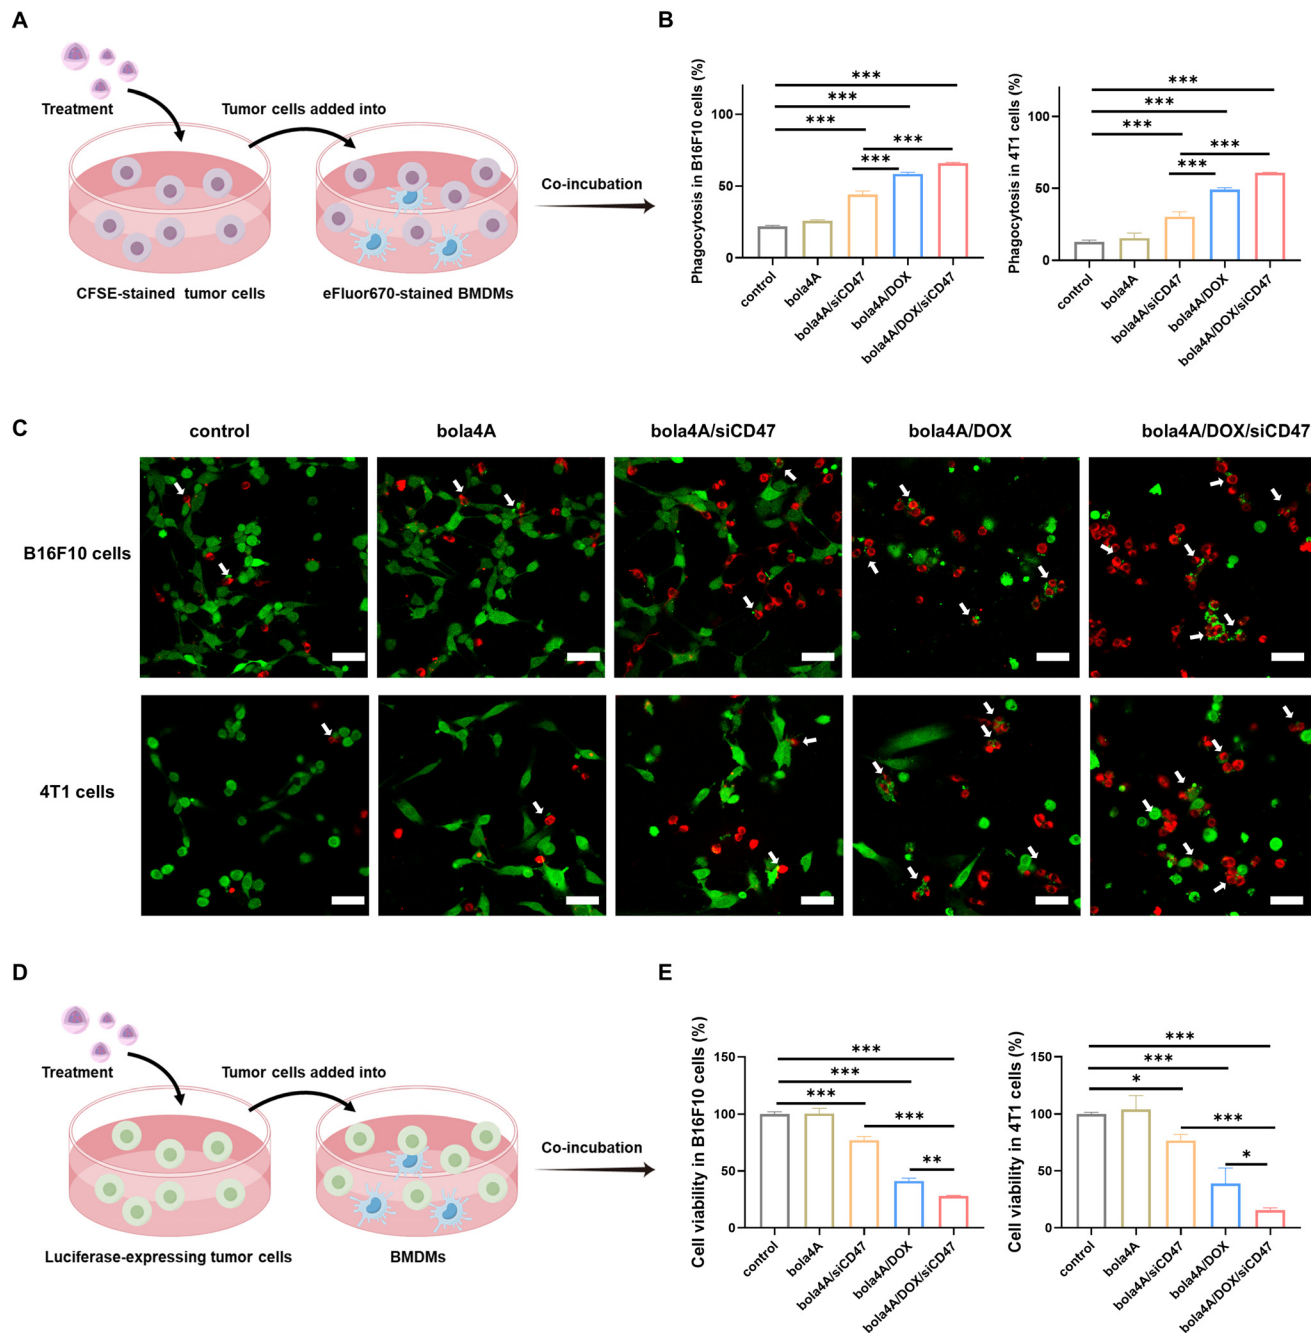 A
Treatment
Tumor cells added into
Co-incubation
CFSE-stained tumor cells
eFluor670-stained BMDMs
B
Phagocytosis in B16F10 cells (%)
100
50
0
***
***
***
***
***
control
bola4A
bola4A/siCD47
bola4A/DOX
bola4A/DOX/siCD47
Phagocytosis in 4T1 cells (%)
100
50
0
***
***
***
***
***
control
bola4A
bola4A/siCD47
bola4A/DOX
bola4A/DOX/siCD47
C
control
bola4A
bola4A/siCD47
bola4A/DOX
bola4A/DOX/siCD47
B16F10 cells
4T1 cells
D
Treatment
Tumor cells added into
Co-incubation
Luciferase-expressing tumor cells
BMDMs
E
Cell viability in B16F10 cells (%)
150
100
50
0
***
***
***
***
**
control
bola4A
bola4A/siCD47
bola4A/DOX
bola4A/DOX/siCD47
Cell viability in 4T1 cells (%)
150
100
50
0
***
***
*
***
*
control
bola4A
bola4A/siCD47
bola4A/DOX
bola4A/DOX/siCD47